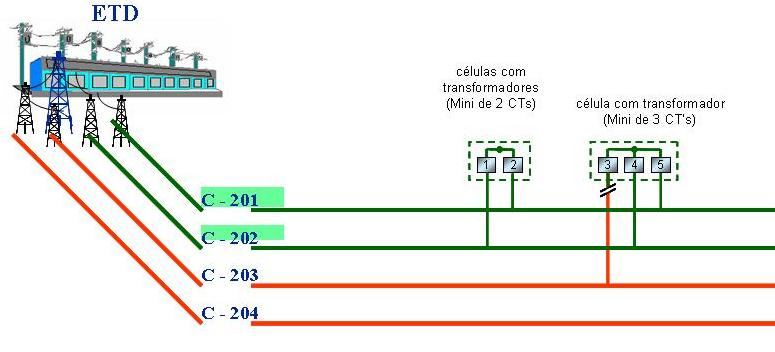 ETD
células com
transformadores
(Mini de 2 CTs)
célula com transformador
(Mini de 3 CT's)
1 2
3 4 5
C - 201
C - 202
C - 203
C - 204